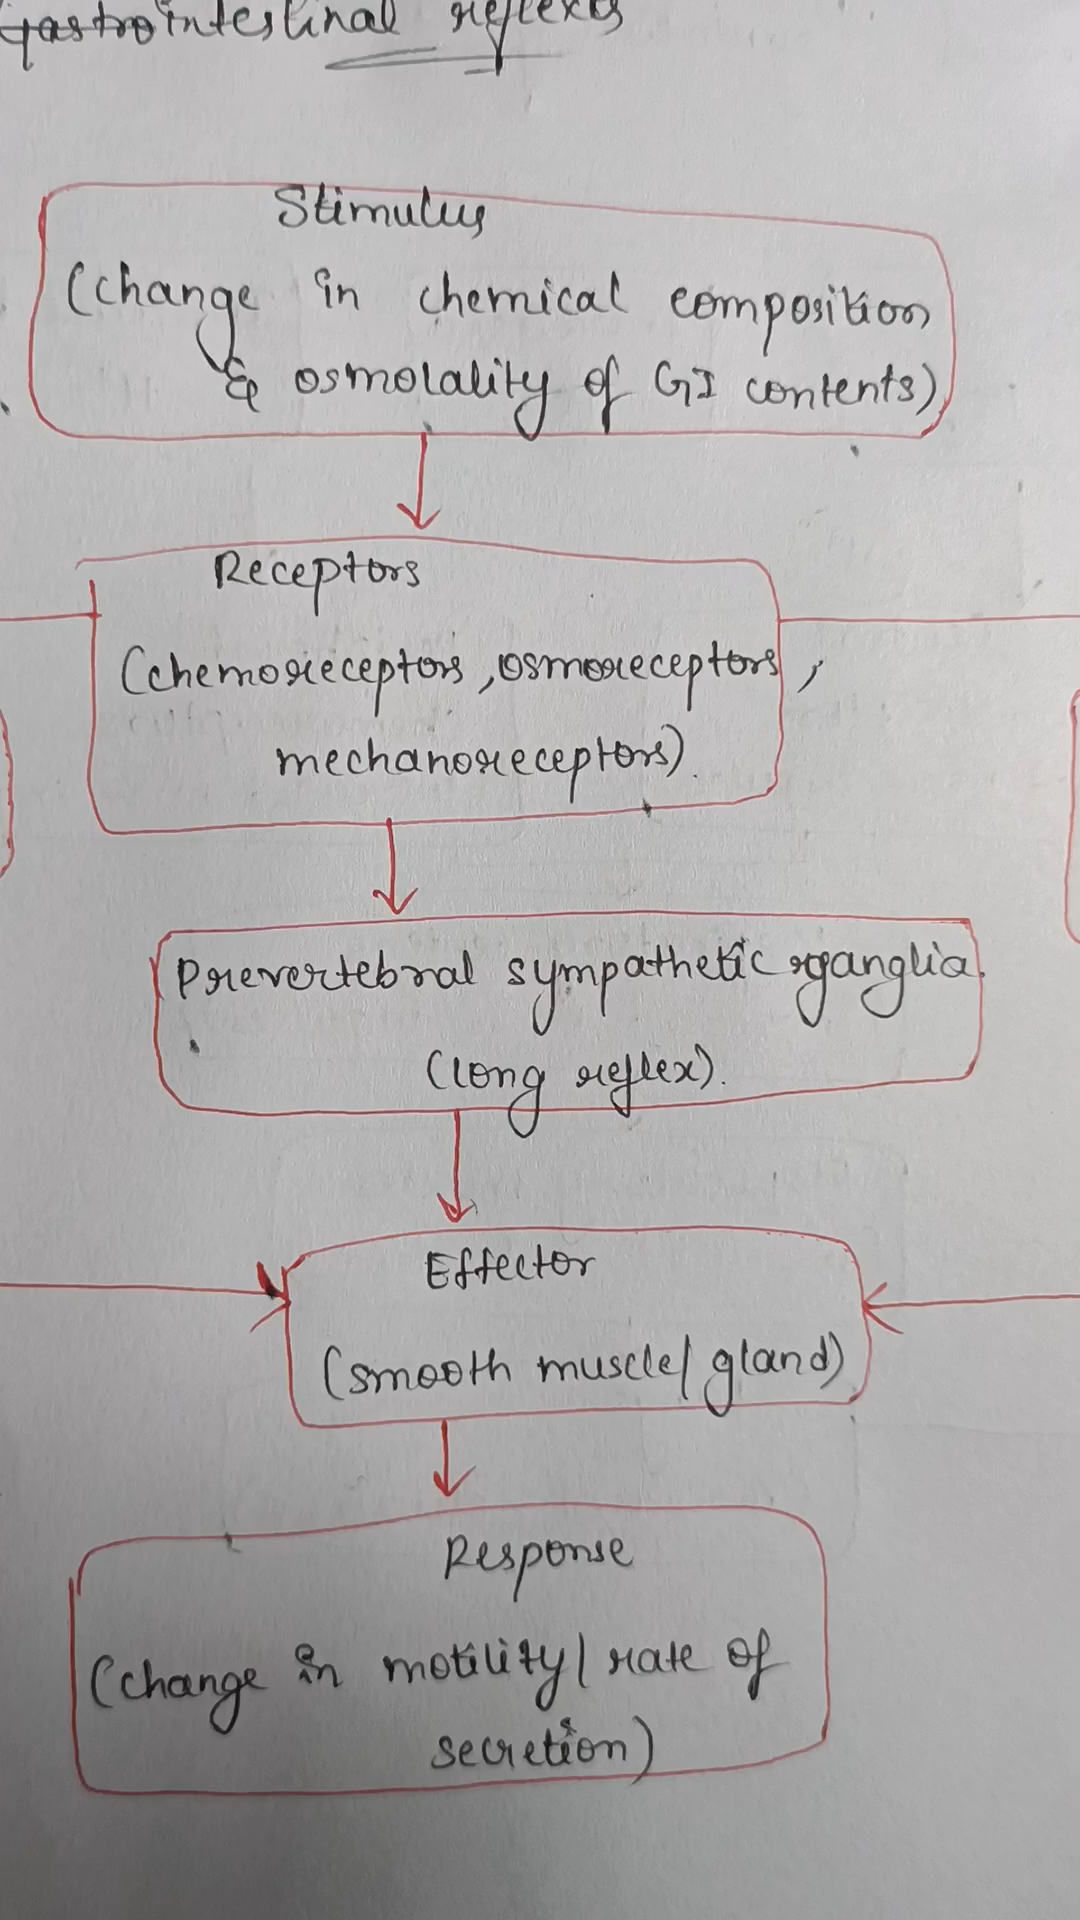 gastrointestinal reflexes
Stimulus
(change in chemical composition
& osmolality of GI contents)
Receptors
(chemoreceptors, osmoreceptors,
mechanoreceptors).
Prevertebral sympathetic ganglia.
(long reflex).
Effector
(smooth muscle/gland)
Response
(change in motility/rate of
secretion)